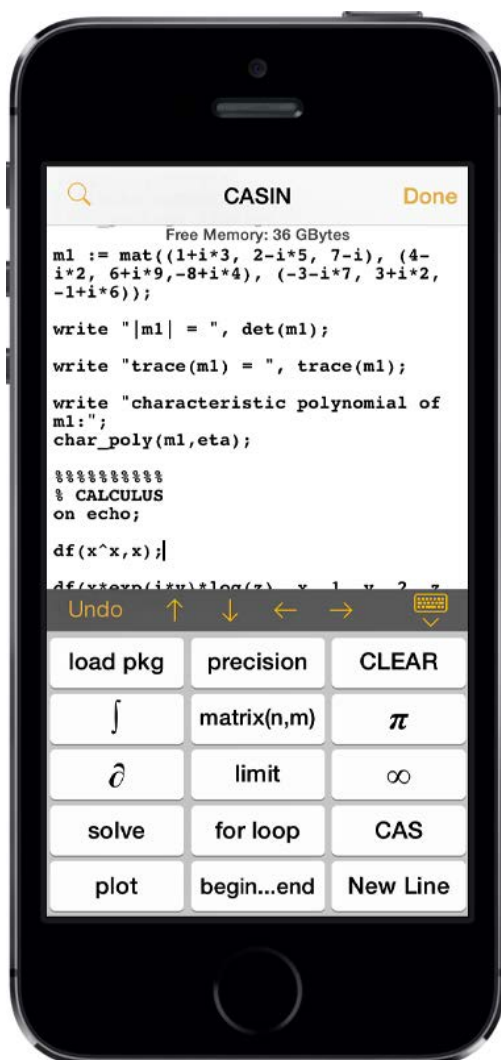 CASIN
Done
Free Memory: 36 GBytes
m1 := mat((1+i*3, 2-i*5, 7-i), (4-
i*2, 6+i*9,-8+i*4), (-3-
i*7, 3+i*2,
-1+i*6));
write "|m1| = ", det(m1);
write "trace(m1) = ", trace(m1);
write "characteristic polynomial of
m1:";
char_poly(m1,eta);
%%%%%%%%%%
% CALCULUS
on echo;
df(x^x,x);
Undo ↑ ↓ ← →
load pkg precision CLEAR
∫ matrix(n,m) π
∂ limit ∞
solve for loop CAS
plot begin...end New Line